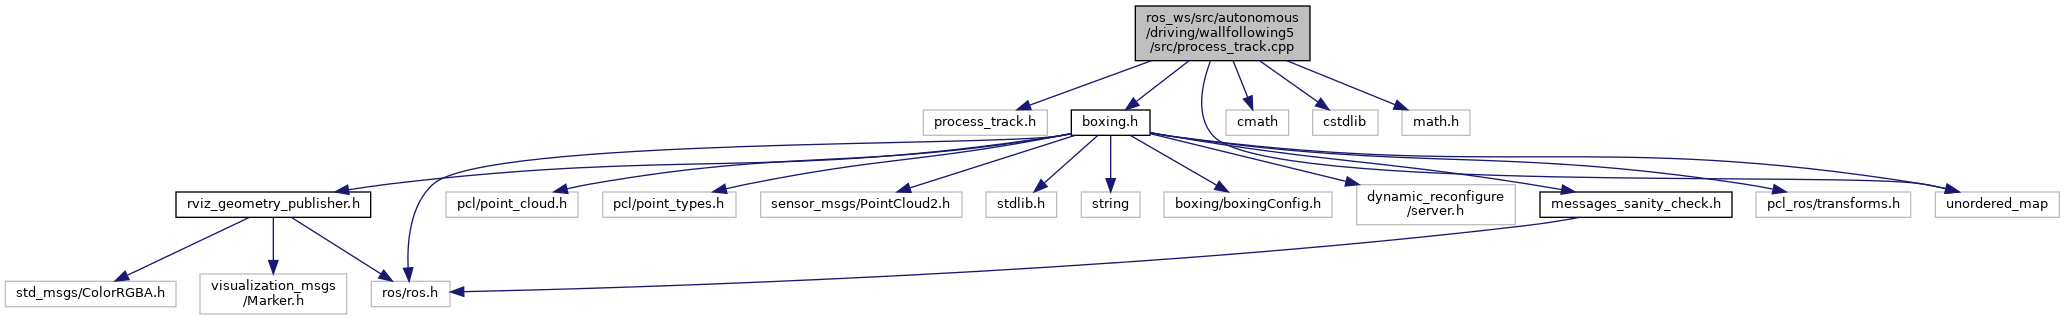 ros_ws/src/autonomous
/driving/wallfollowing5
/src/process_track.cpp
process_track.h
boxing.h
cmath
cstdlib
math.h
rviz_geometry_publisher.h
pcl/point_cloud.h
pcl/point_types.h
sensor_msgs/PointCloud2.h
stdlib.h
string
boxing/boxingConfig.h
dynamic_reconfigure
/server.h
messages_sanity_check.h
pcl_ros/transforms.h
unordered_map
std_msgs/ColorRGBA.h
visualization_msgs
/Marker.h
ros/ros.h